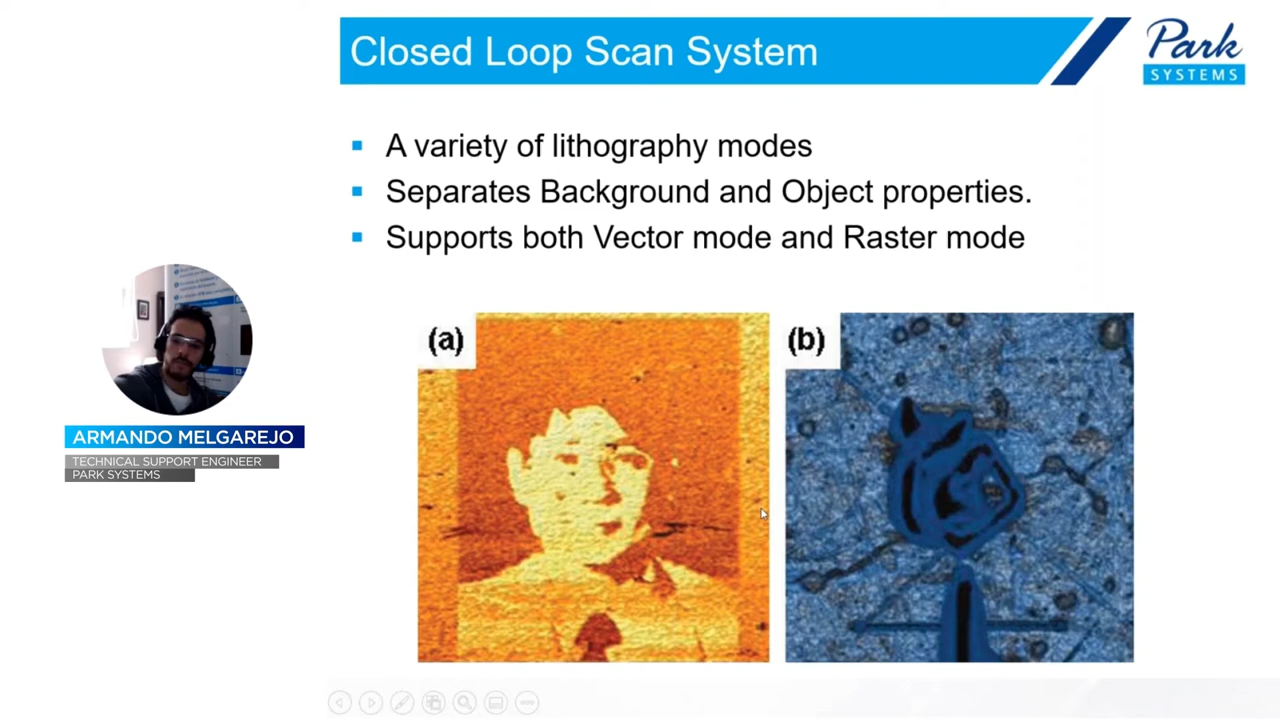 Closed Loop Scan System
Park
SYSTEMS
A variety of lithography modes
Separates Background and Object properties.
Supports both Vector mode and Raster mode
(a)
(b)
ARMANDO MELGAREJO
TECHNICAL SUPPORT ENGINEER
PARK SYSTEMS